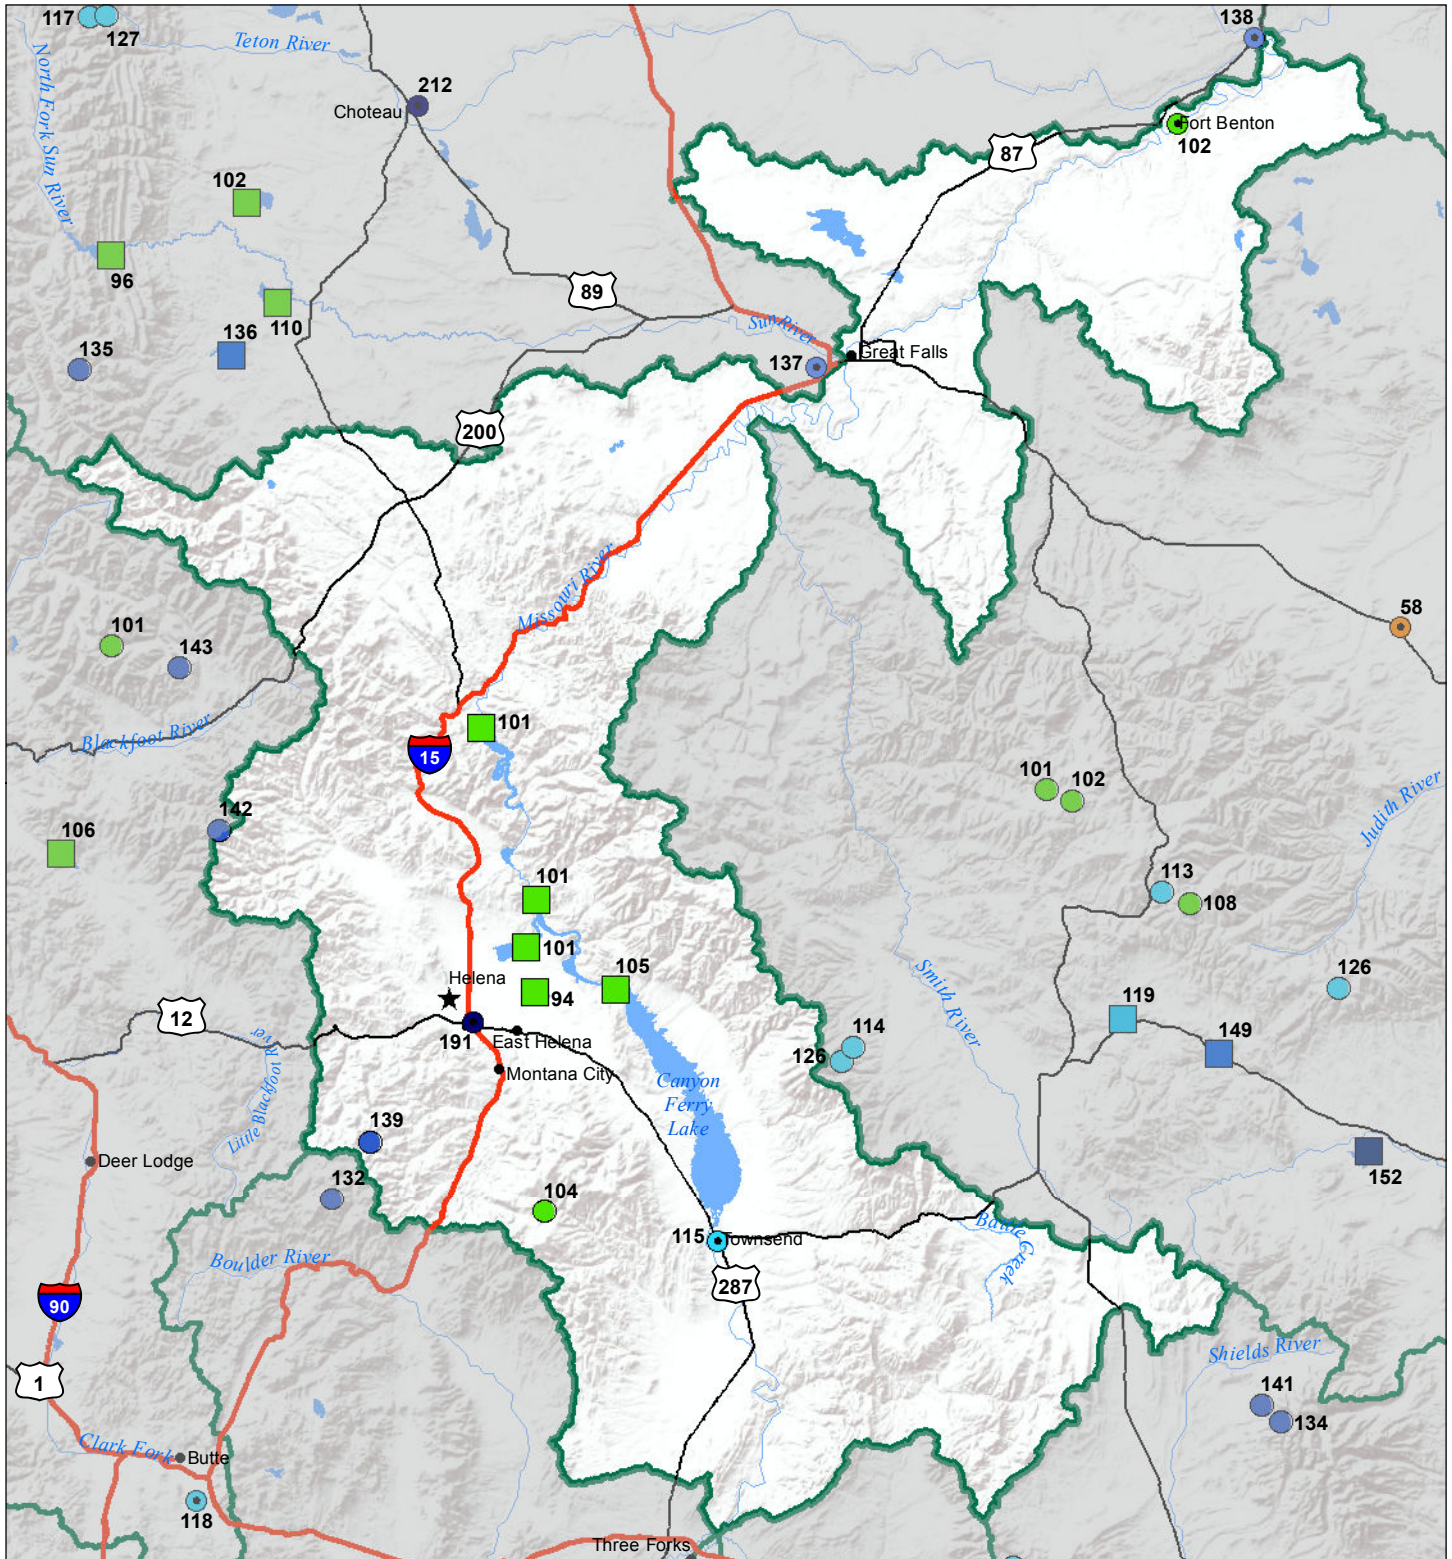 117
127
Teton River
138
North Fork Sun River
212
Choteau
Fort Benton
102
87
102
96
89
110
136
Sun River
135
137
Great Falls
200
Missouri River
58
101
143
101
Blackfoot River
15
101
102
Judith River
142
106
101
113
108
101
105
Helena
94
Smith River
126
12
119
191
East Helena
114
149
126
Montana City
Little Blackfoot River
Canyon
Ferry
Lake
139
Deer Lodge
152
132
104
Battle Creek
115
Townsend
Boulder River
287
90
Shields River
1
141
134
Clark Fork
Butte
118
Three Forks